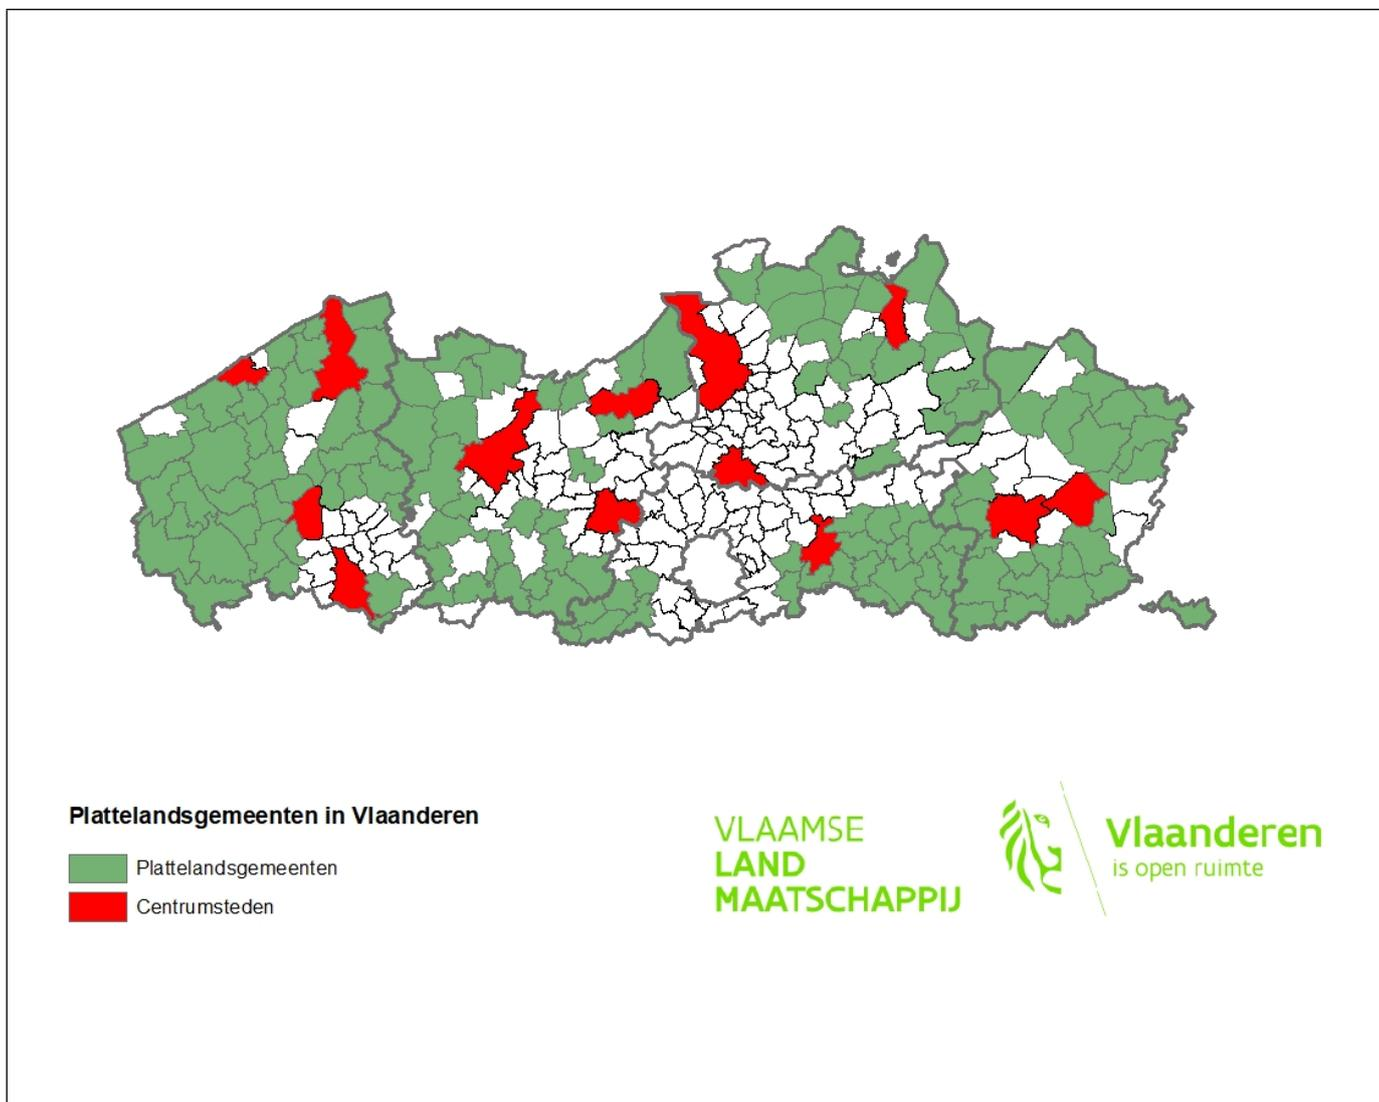 Plattelandsgemeenten in Vlaanderen
Plattelandsgemeenten
Centrumsteden
VLAAMSE
LAND
MAATSCHAPPIJ
Vlaanderen
is open ruimte